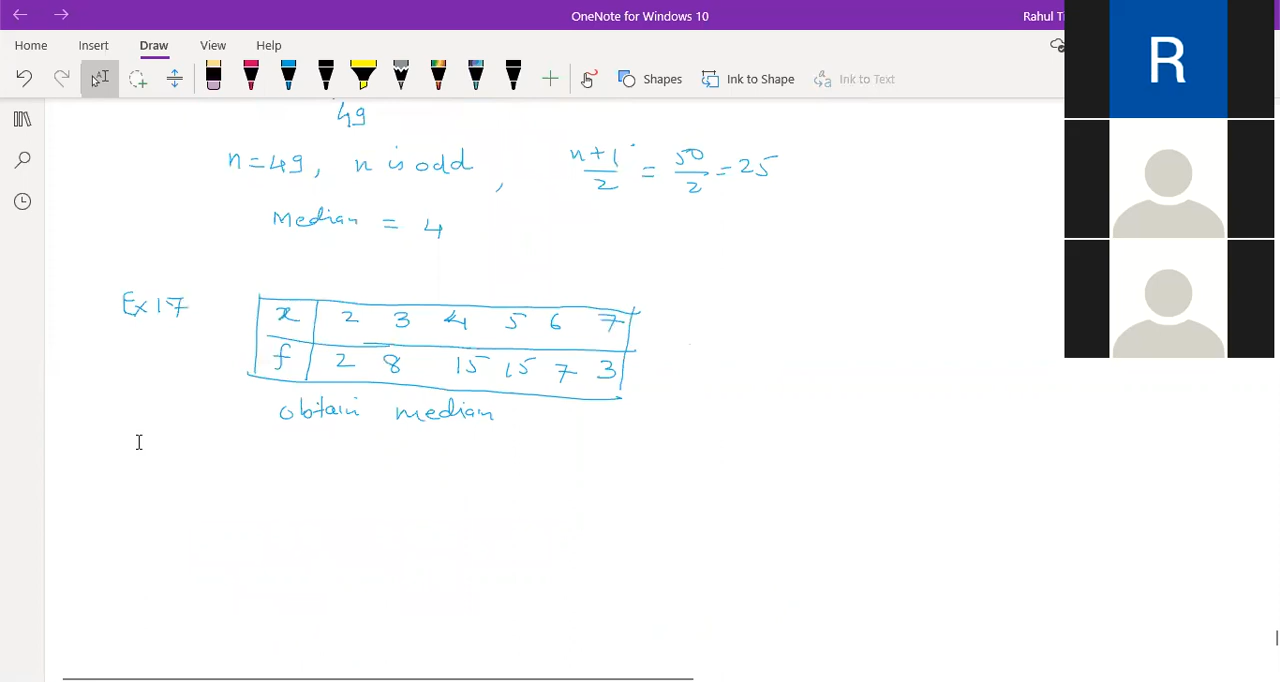 OneNote for Windows 10
Rahul Ti
Home Insert Draw View Help
Shapes Ink to Shape Ink to Text
R
49
n=49, n is odd, n+1/2 = 50/2 = 25
Median = 4
Ex 17
x 2 3 4 5 6 7
f 2 8 15 15 7 3
obtain median